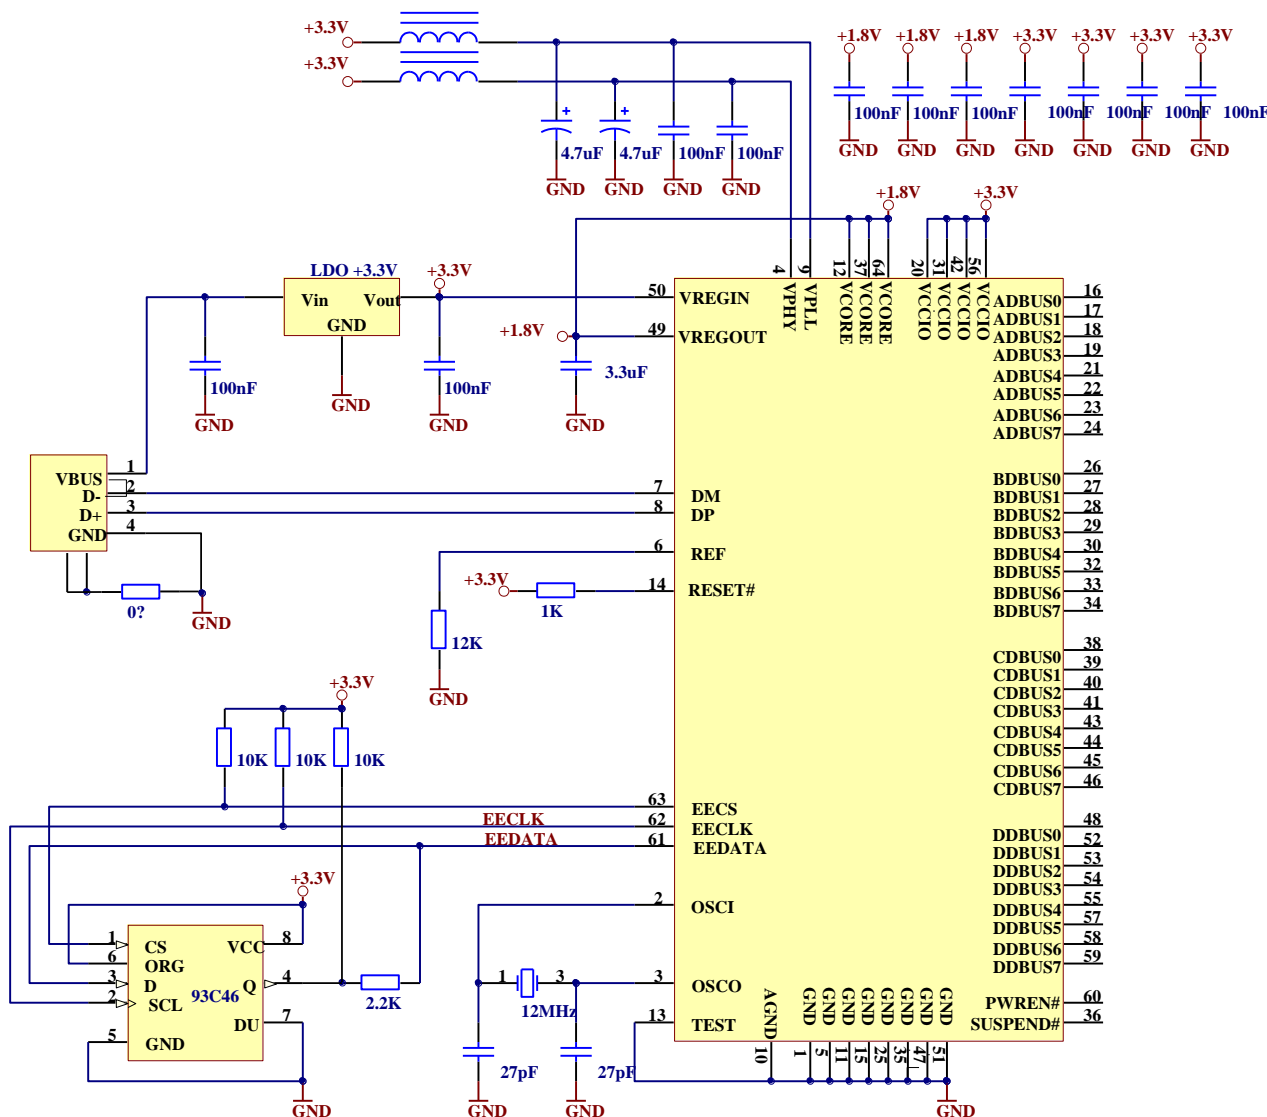 +3.3V
+3.3V
4.7uF
4.7uF
100nF
100nF
GND
GND
GND
GND
+1.8V
+1.8V
+1.8V
+3.3V
+3.3V
+3.3V
+3.3V
100nF
100nF
100nF
100nF
100nF
100nF
100nF
GND
GND
GND
GND
GND
GND
GND
+1.8V
+3.3V
LDO +3.3V
Vin
Vout
GND
+3.3V
100nF
GND
GND
100nF
GND
+1.8V
3.3uF
GND
4
9
12
37
64
20
31
42
56
VPHY
VPLL
VCORE
VCORE
VCORE
VCCIO
VCCIO
VCCIO
VCCIO
50 VREGIN
49 VREGOUT
VBUS 1
D- 2
D+ 3
GND 4
0?
GND
7 DM
8 DP
6 REF
12K
GND
+3.3V
1K
14 RESET#
+3.3V
10K
10K
10K
63 EECS
EECLK 62 EECLK
EEDATA 61 EEDATA
2 OSCI
3 OSCO
13 TEST
+3.3V
1 CS
6 ORG
3 D
2 SCL
5 GND
93C46
VCC 8
Q 4
DU 7
2.2K
GND
1
3
12MHz
27pF
27pF
GND
GND
ADBUS0 16
ADBUS1 17
ADBUS2 18
ADBUS3 19
ADBUS4 21
ADBUS5 22
ADBUS6 23
ADBUS7 24
BDBUS0 26
BDBUS1 27
BDBUS2 28
BDBUS3 29
BDBUS4 30
BDBUS5 32
BDBUS6 33
BDBUS7 34
CDBUS0 38
CDBUS1 39
CDBUS2 40
CDBUS3 41
CDBUS4 43
CDBUS5 44
CDBUS6 45
CDBUS7 46
DDBUS0 48
DDBUS1 52
DDBUS2 53
DDBUS3 54
DDBUS4 55
DDBUS5 57
DDBUS6 58
DDBUS7 59
PWREN# 60
SUSPEND# 36
AGND
GND
GND
GND
GND
GND
GND
GND
GND
10
1
5
11
15
25
35
47
51
GND